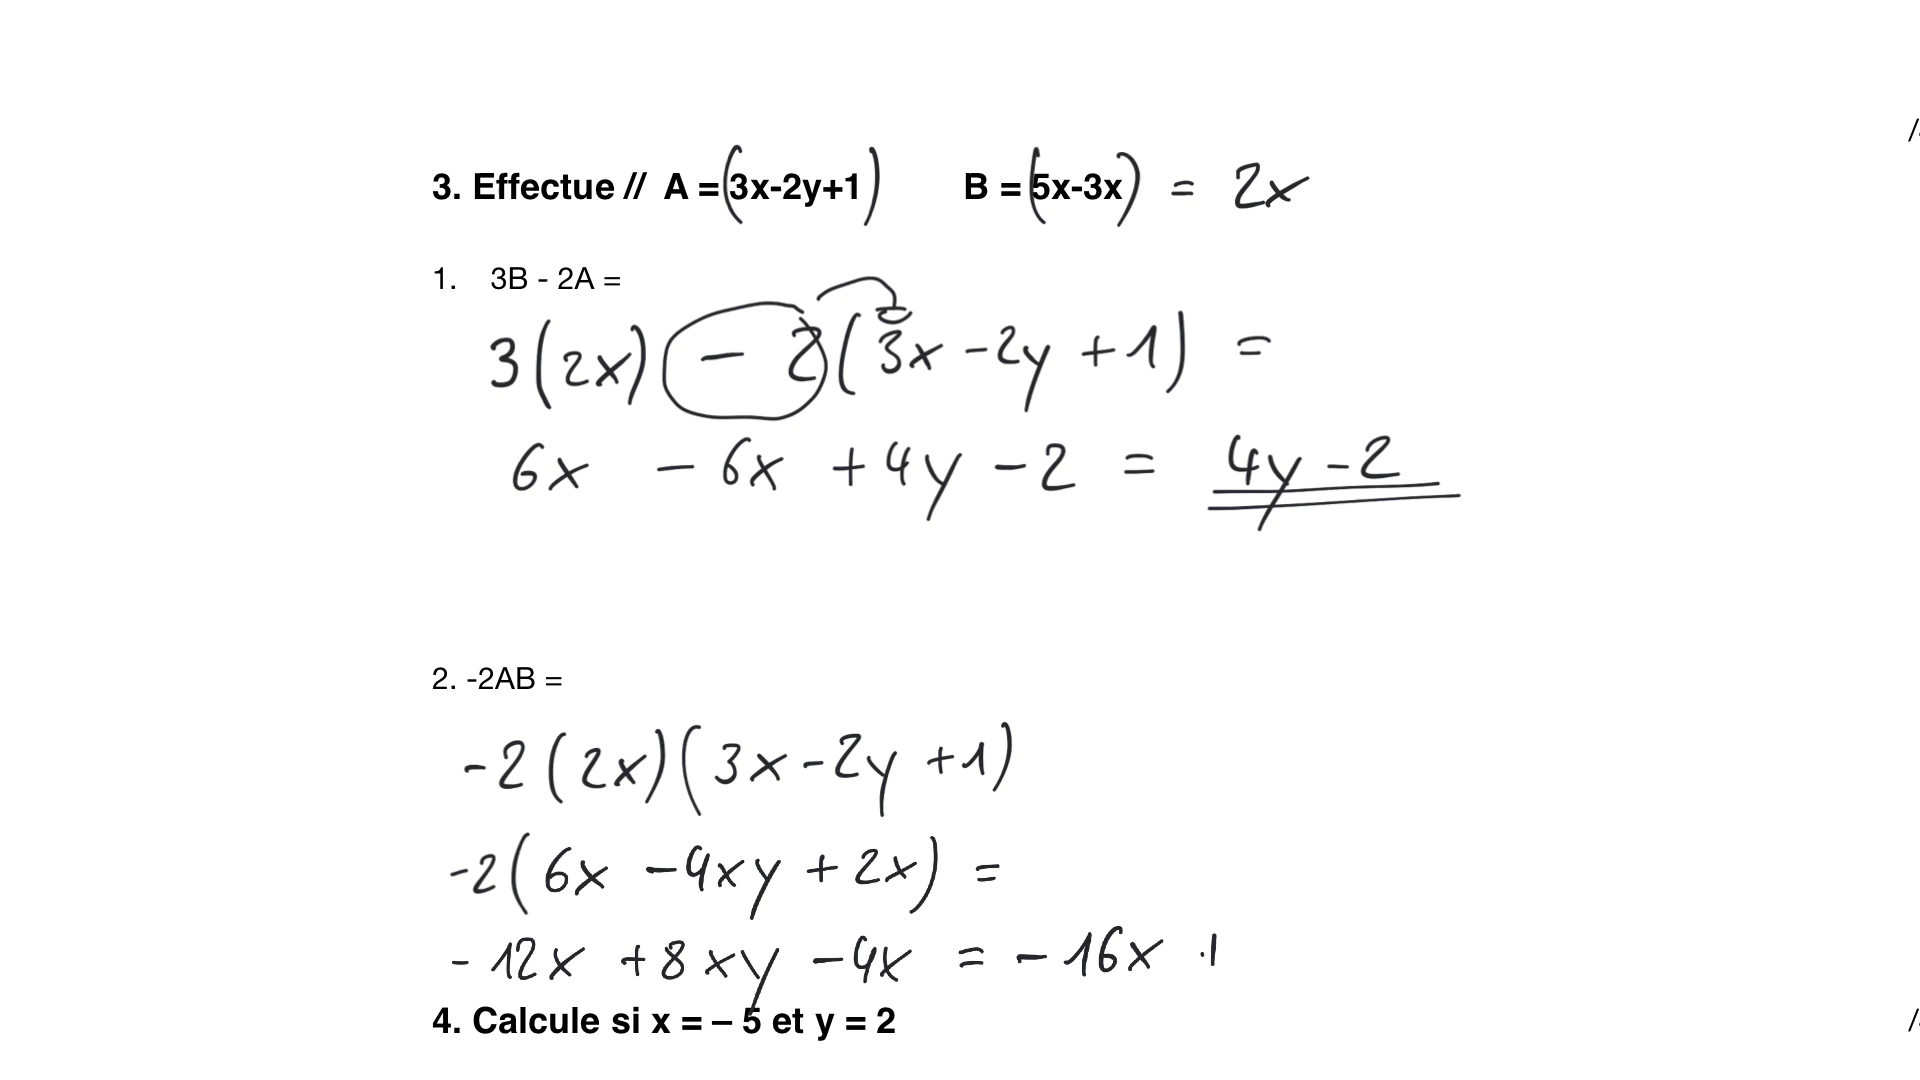 3. Effectue // A =(3x-2y+1) B =(5x-3x) = 2x
1. 3B - 2A =
3(2x) - 2(3x -2y +1) =
6x - 6x +4y -2 = 4y -2
2. -2AB =
-2(2x)(3x-2y +1)
-2(6x -4xy +2x) =
- 12x +8xy -4x = -16x
4. Calcule si x = – 5 et y = 2